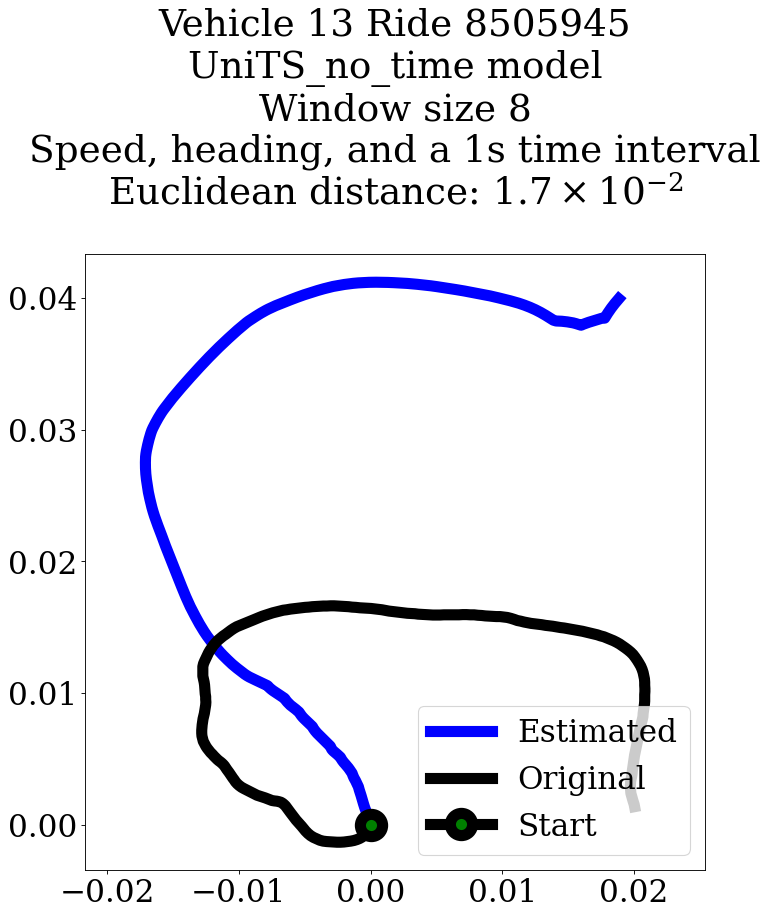 Vehicle 13 Ride 8505945
UniTS_no_time model
Window size 8
Speed, heading, and a 1s time interval
Euclidean distance: 1.7 × 10⁻²
0.04
0.03
0.02
0.01
0.00
Estimated
Original
Start
−0.02 −0.01 0.00 0.01 0.02